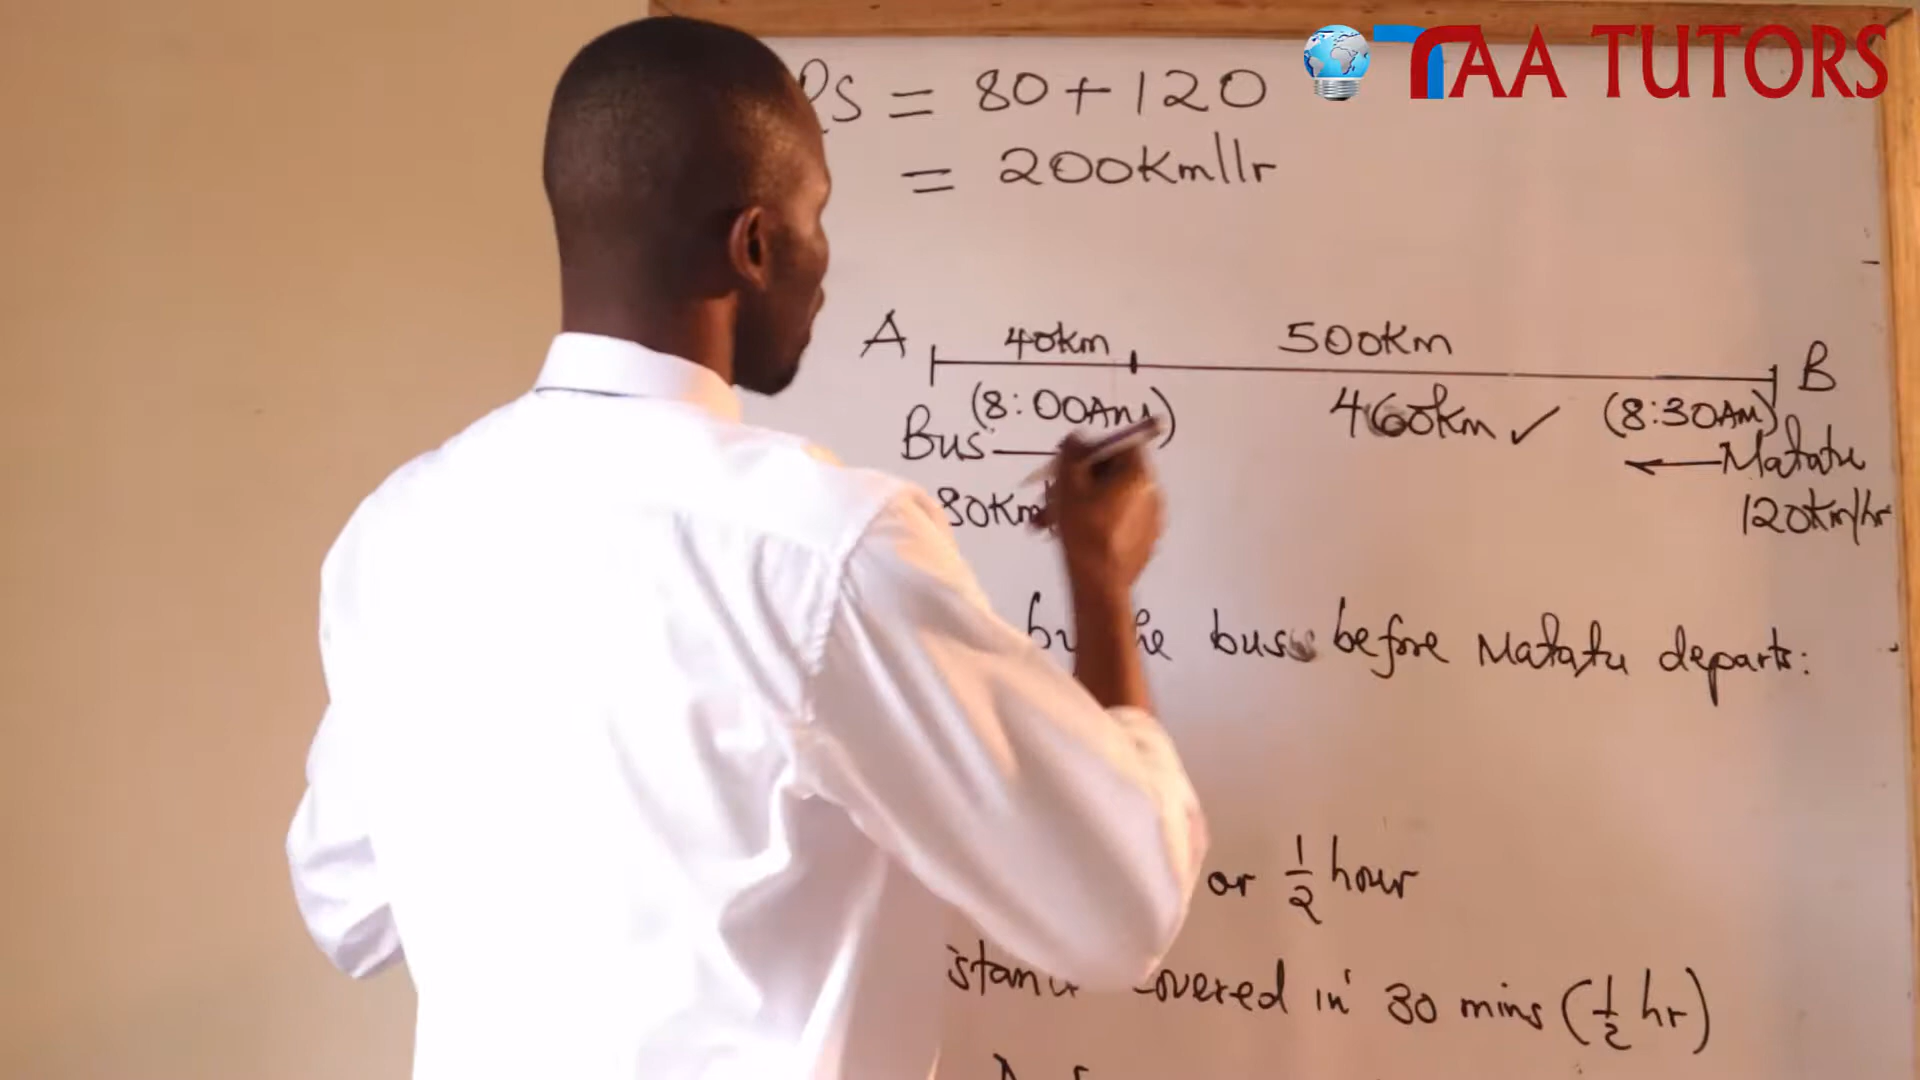 TAA TUTORS
RS = 80 + 120
= 200Km/hr
A 40km 500km B
(8:00Am) 460km ✓ (8:30AM)
Bus Matatu
80Km 120km/hr
by the bus before Matatu departs:
or 1/2 hour
covered in 30 mins (1/2 hr)